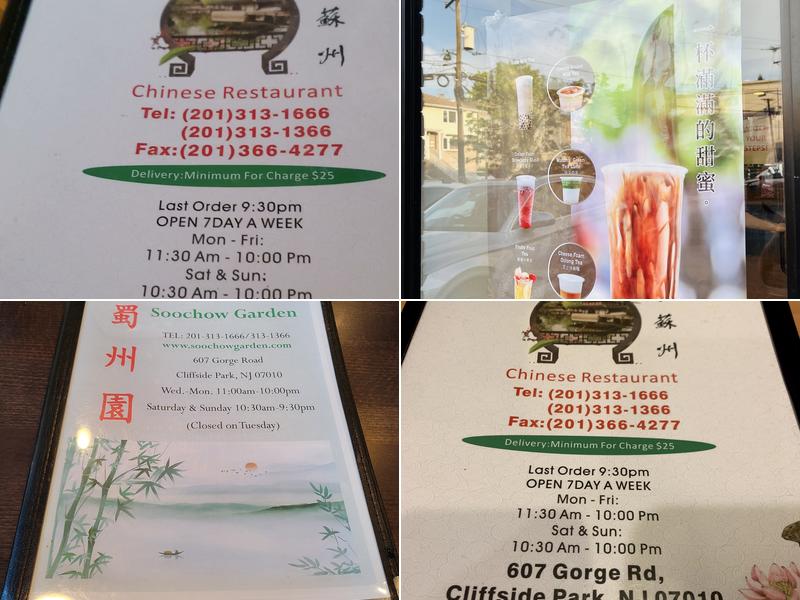 蘇
州
Chinese Restaurant
Tel: (201)313-1666
(201)313-1366
Fax:(201)366-4277
Delivery:Minimum For Charge $25
Last Order 9:30pm
OPEN 7DAY A WEEK
Mon - Fri:
11:30 Am - 10:00 Pm
Sat & Sun:
10:30 Am - 10:00 Pm
一杯滿滿的甜蜜。
Cheese Foam
Oolong Tea
Fruit
Tea
蜀
州
園
Soochow Garden
TEL: 201-313-1666/313-1366
www.soochowgarden.com
607 Gorge Road
Cliffside Park, NJ 07010
Wed.-Mon. 11:00am-10:00pm
Saturday & Sunday 10:30am-9:30pm
(Closed on Tuesday)
蘇
州
Chinese Restaurant
Tel: (201)313-1666
(201)313-1366
Fax:(201)366-4277
Delivery:Minimum For Charge $25
Last Order 9:30pm
OPEN 7DAY A WEEK
Mon - Fri:
11:30 Am - 10:00 Pm
Sat & Sun:
10:30 Am - 10:00 Pm
607 Gorge Rd,
Cliffside Park, NJ 07010